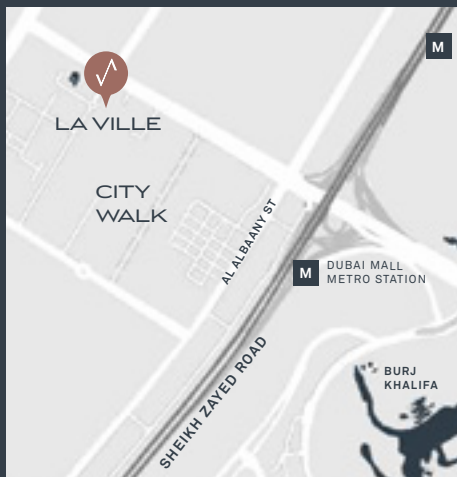 M
LA VILLE
CITY
WALK
AL ALBAANY ST
M
DUBAI MALL
METRO STATION
SHEIKH ZAYED ROAD
BURJ
KHALIFA